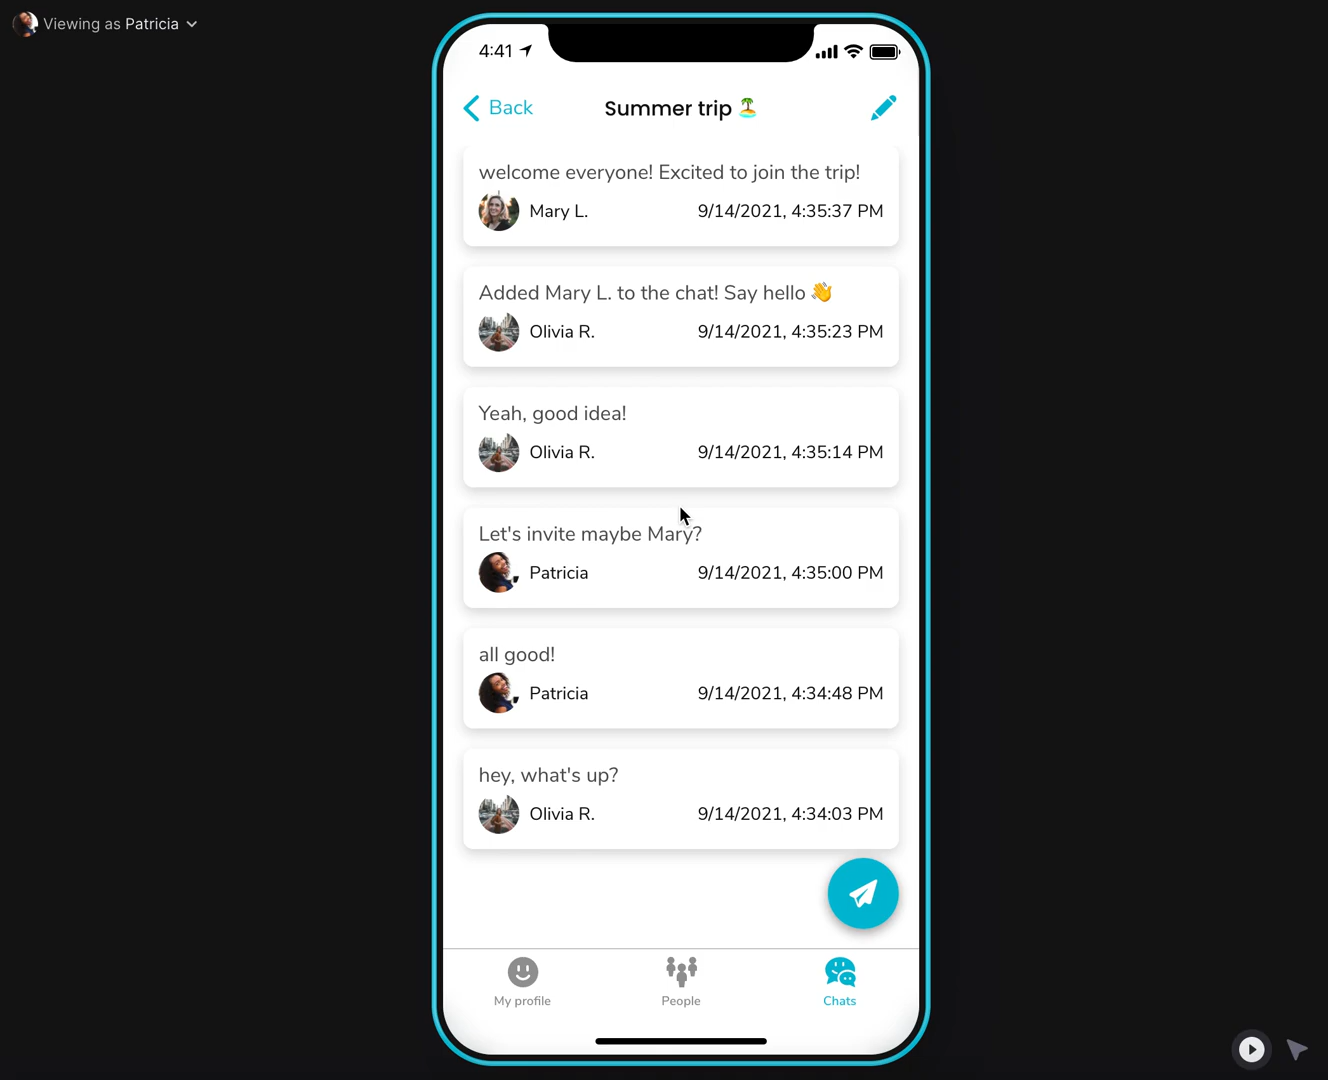 Viewing as Patricia
4:41
Back
Summer trip 🏝️
welcome everyone! Excited to join the trip!
Mary L. 9/14/2021, 4:35:37 PM
Added Mary L. to the chat! Say hello 👋
Olivia R. 9/14/2021, 4:35:23 PM
Yeah, good idea!
Olivia R. 9/14/2021, 4:35:14 PM
Let's invite maybe Mary?
Patricia 9/14/2021, 4:35:00 PM
all good!
Patricia 9/14/2021, 4:34:48 PM
hey, what's up?
Olivia R. 9/14/2021, 4:34:03 PM
My profile People Chats